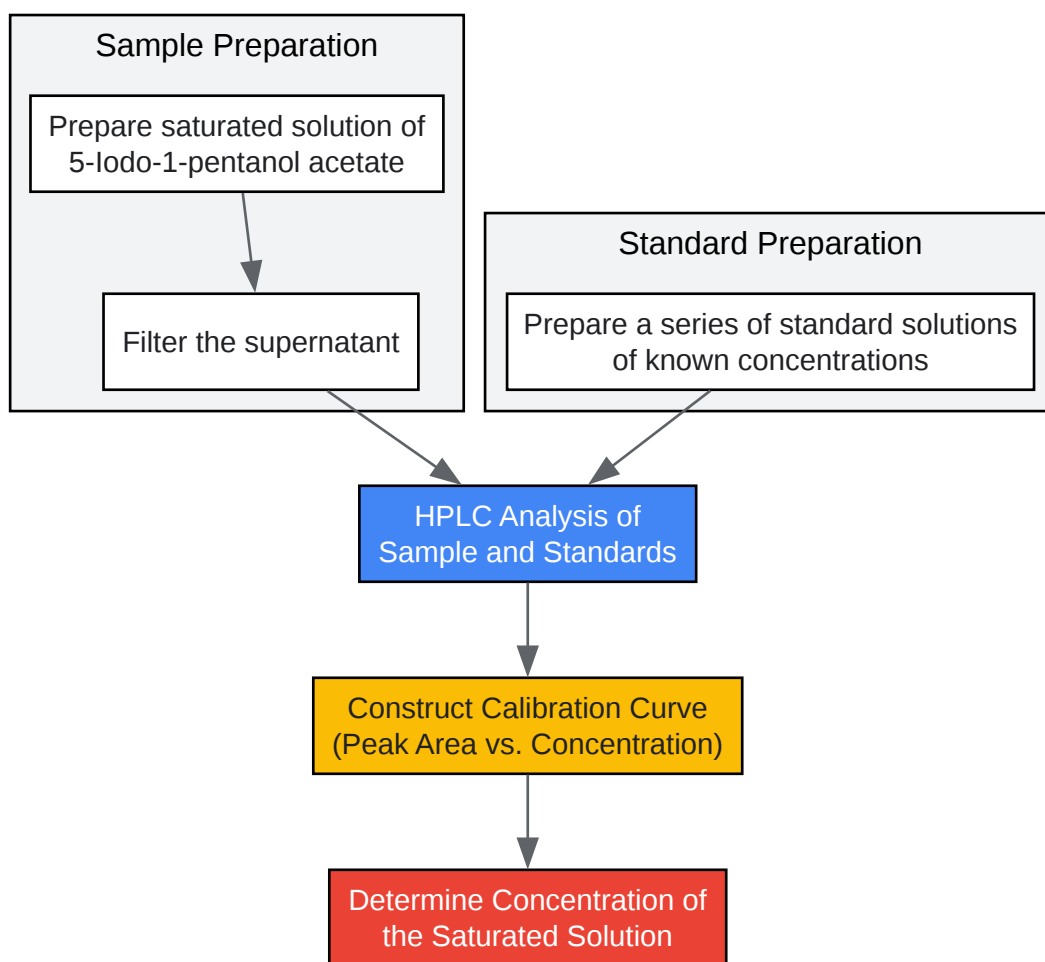 Sample Preparation
Prepare saturated solution of
5-Iodo-1-pentanol acetate
Filter the supernatant
Standard Preparation
Prepare a series of standard solutions
of known concentrations
HPLC Analysis of
Sample and Standards
Construct Calibration Curve
(Peak Area vs. Concentration)
Determine Concentration of
the Saturated Solution